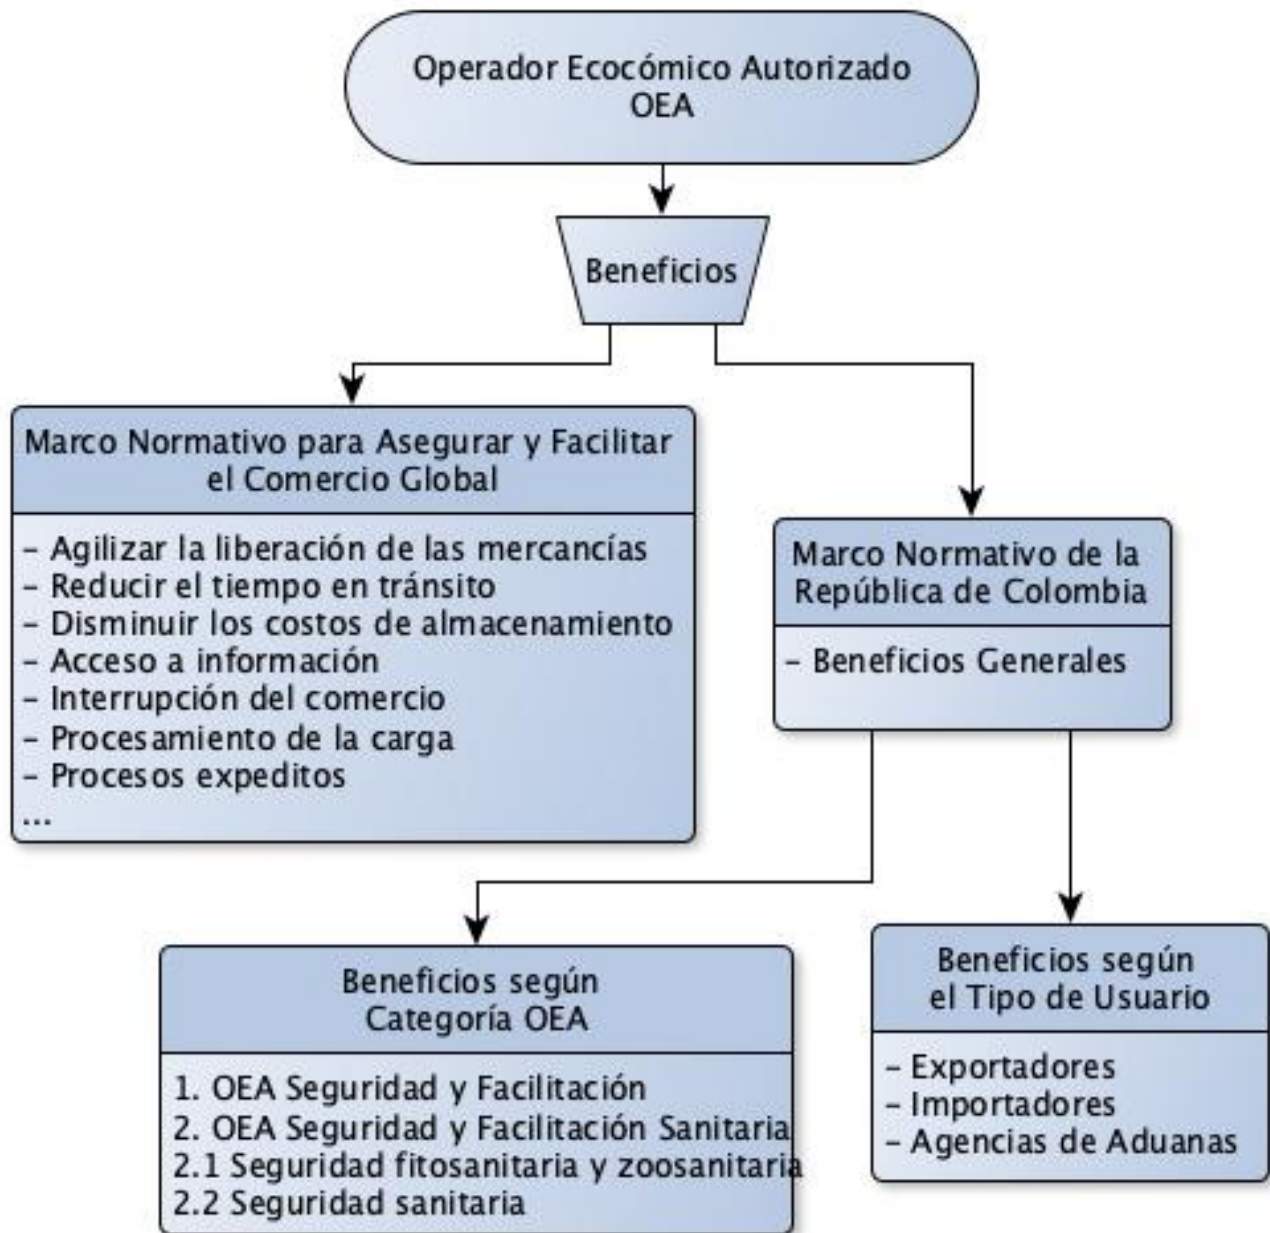 Operador Ecocómico Autorizado
OEA
Beneficios
Marco Normativo para Asegurar y Facilitar
el Comercio Global
- Agilizar la liberación de las mercancías
- Reducir el tiempo en tránsito
- Disminuir los costos de almacenamiento
- Acceso a información
- Interrupción del comercio
- Procesamiento de la carga
- Procesos expeditos
...
Marco Normativo de la
República de Colombia
- Beneficios Generales
Beneficios según
Categoría OEA
1. OEA Seguridad y Facilitación
2. OEA Seguridad y Facilitación Sanitaria
2.1 Seguridad fitosanitaria y zoosanitaria
2.2 Seguridad sanitaria
Beneficios según
el Tipo de Usuario
- Exportadores
- Importadores
- Agencias de Aduanas